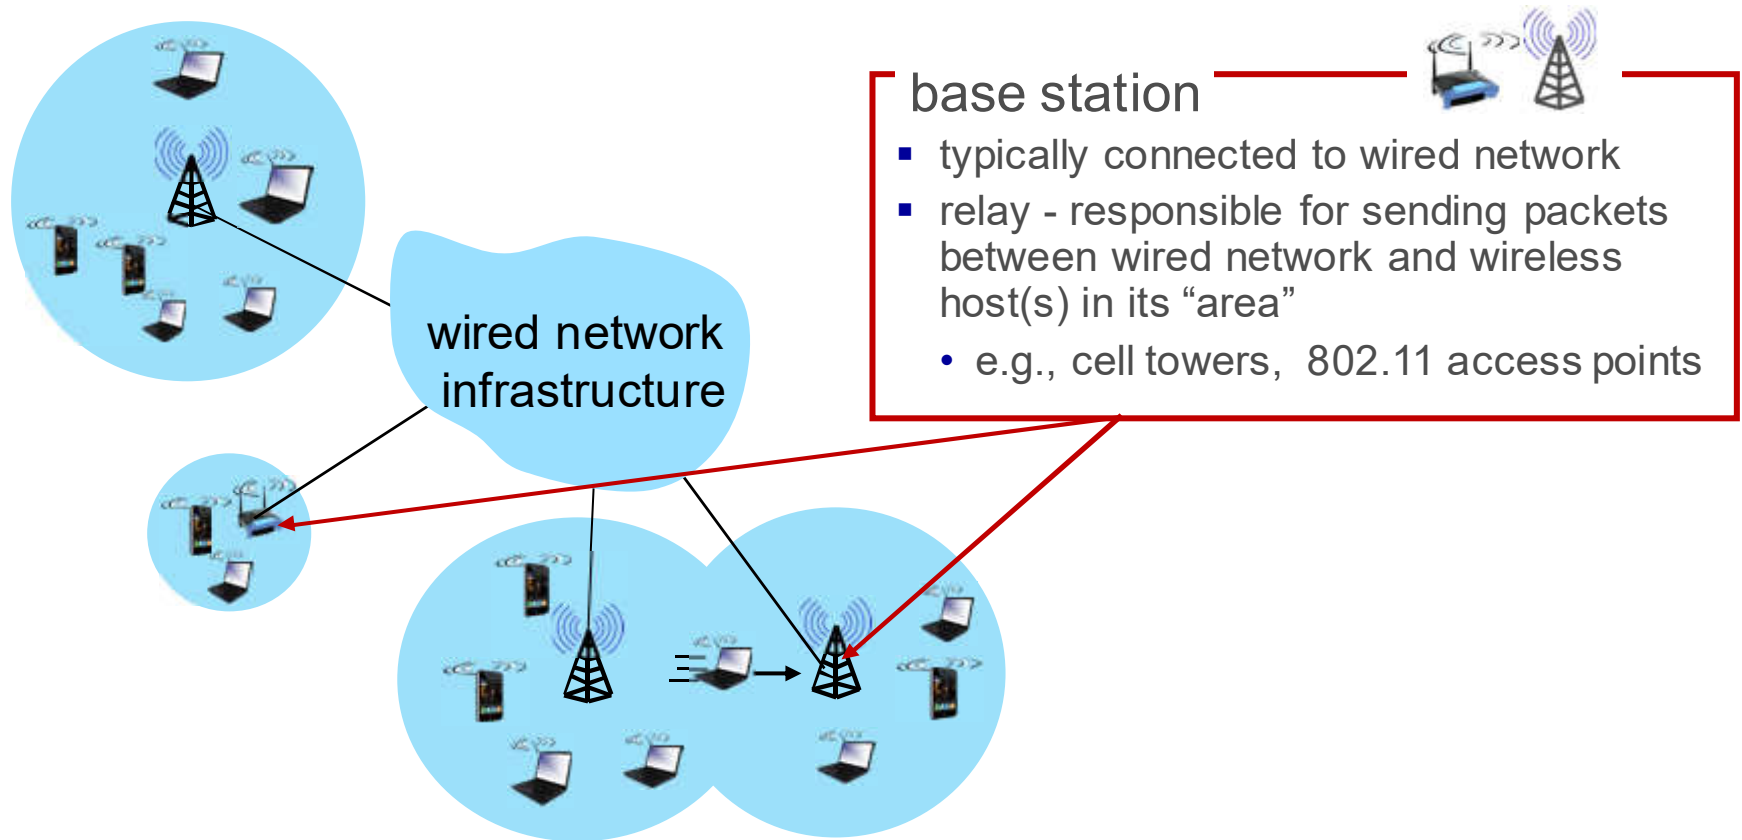 base station
▪ typically connected to wired network
▪ relay - responsible for sending packets
between wired network and wireless
host(s) in its “area”
• e.g., cell towers, 802.11 access points
wired network
infrastructure